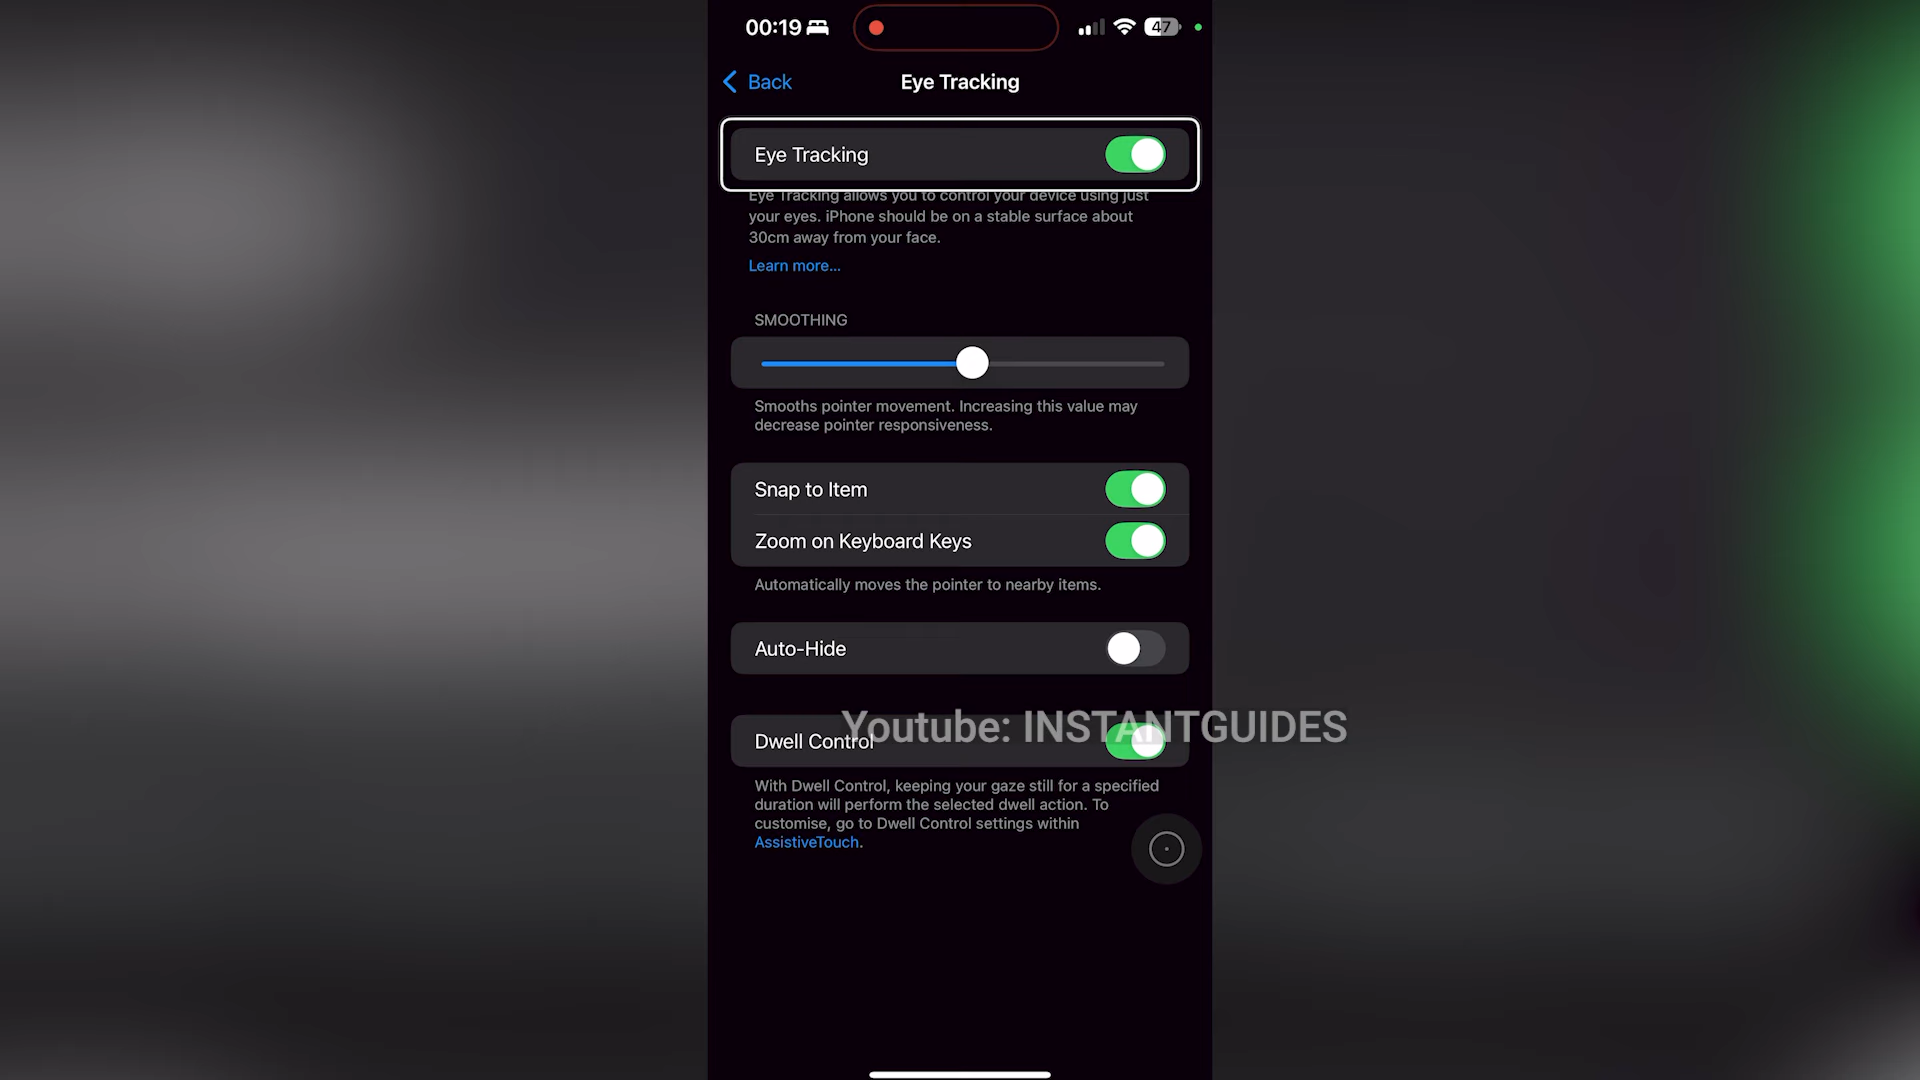 00:19
47
Back
Eye Tracking
Eye Tracking
Eye Tracking allows you to control your device using just
your eyes. iPhone should be on a stable surface about
30cm away from your face.
Learn more...
SMOOTHING
Smooths pointer movement. Increasing this value may
decrease pointer responsiveness.
Snap to Item
Zoom on Keyboard Keys
Automatically moves the pointer to nearby items.
Auto-Hide
Youtube: INSTANTGUIDES
Dwell Control
With Dwell Control, keeping your gaze still for a specified
duration will perform the selected dwell action. To
customise, go to Dwell Control settings within
AssistiveTouch.